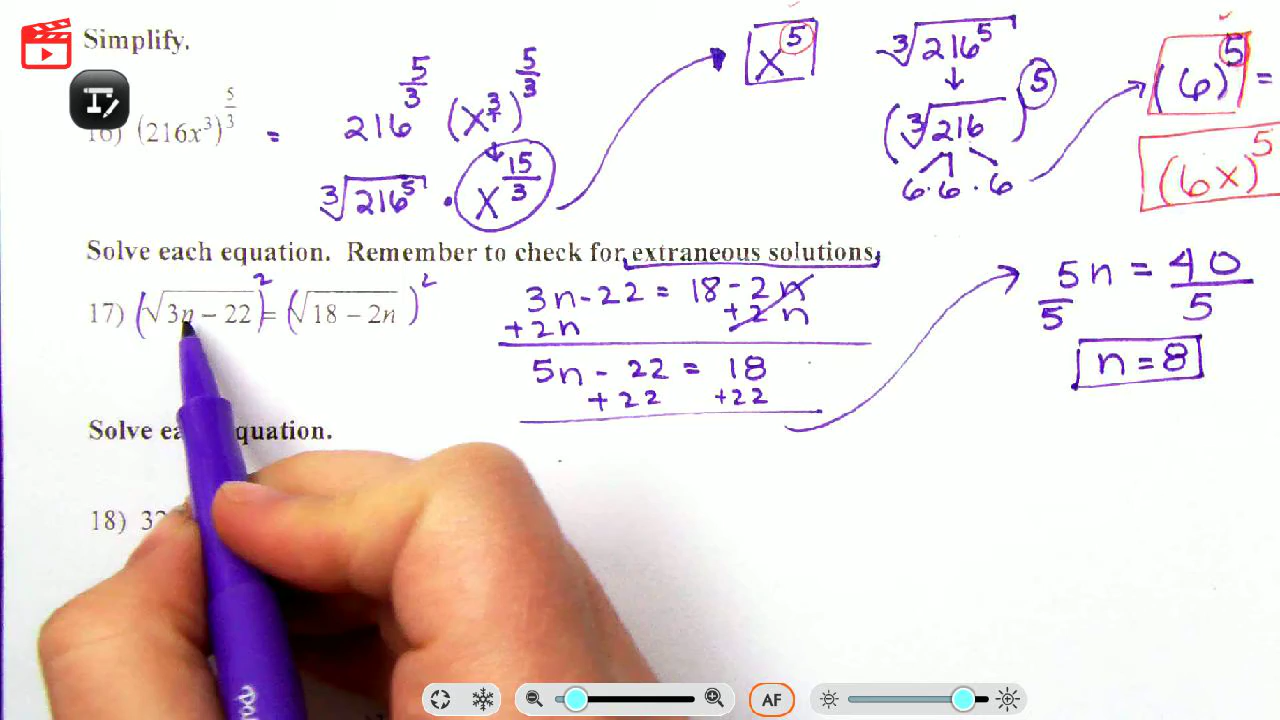 Simplify.
16) (216x³)^(5/3) = 216^(5/3) (x^(3/1))^(5/3)
∛216⁵ · x^(15/3)
x⁵
∛216⁵
(∛216)⁵
6·6·6
(6)⁵ =
(6x)⁵
Solve each equation. Remember to check for extraneous solutions.
17) (√3n − 22)² = (√18 − 2n)²
3n - 22 = 18 - 2n
+2n +2n
5n - 22 = 18
+22 +22
5n = 40
5 5
n = 8
Solve equation.
18)
AF